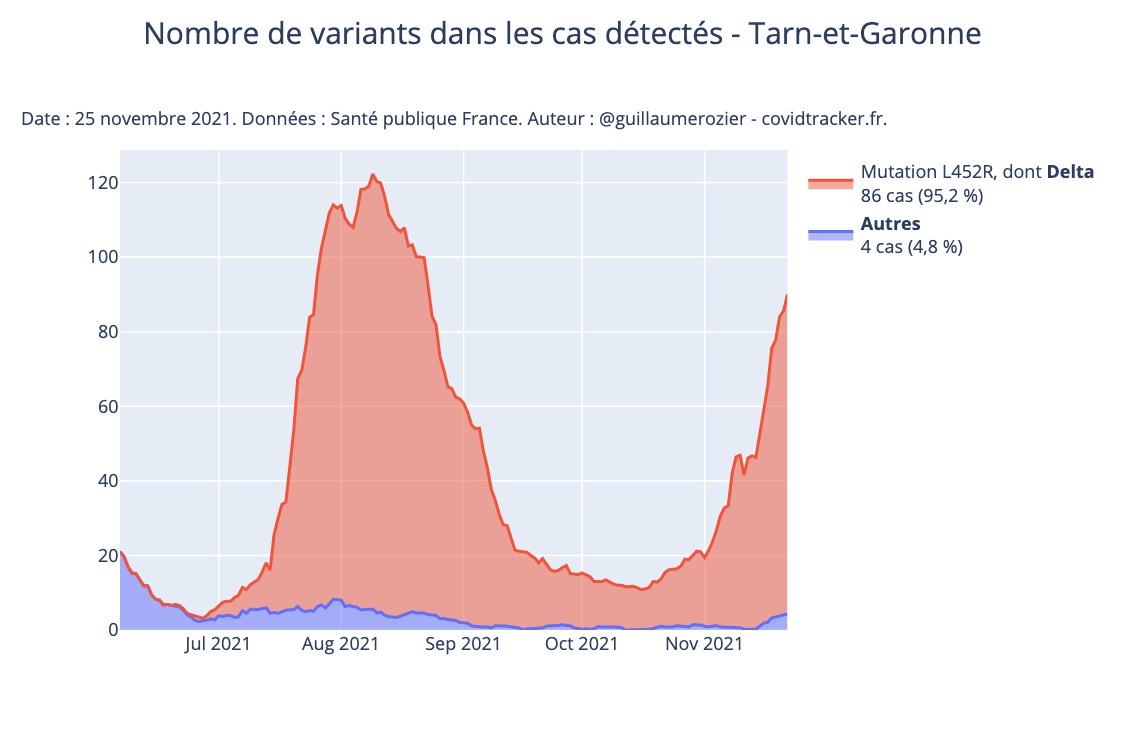 Nombre de variants dans les cas détectés - Tarn-et-Garonne
Date : 25 novembre 2021. Données : Santé publique France. Auteur : @guillaumerozier - covidtracker.fr.
Mutation L452R, dont Delta
86 cas (95,2 %)
Autres
4 cas (4,8 %)
120
100
80
60
40
20
0
Jul 2021 Aug 2021 Sep 2021 Oct 2021 Nov 2021